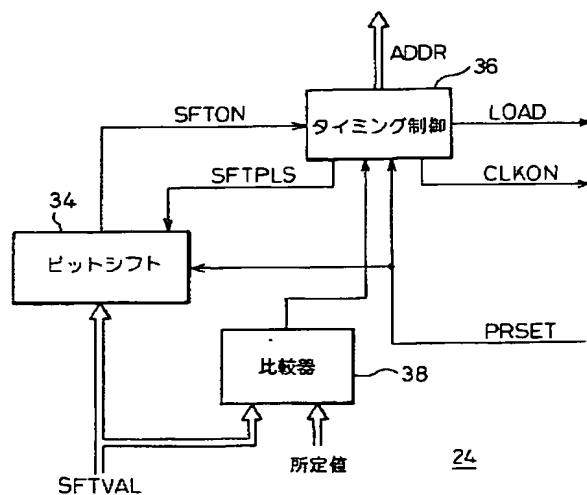 ADDR
36
SFTON
タイミング制御
LOAD
SFTPLS
CLKON
34
ビットシフト
PRSET
比較器
38
所定値
24
SFTVAL